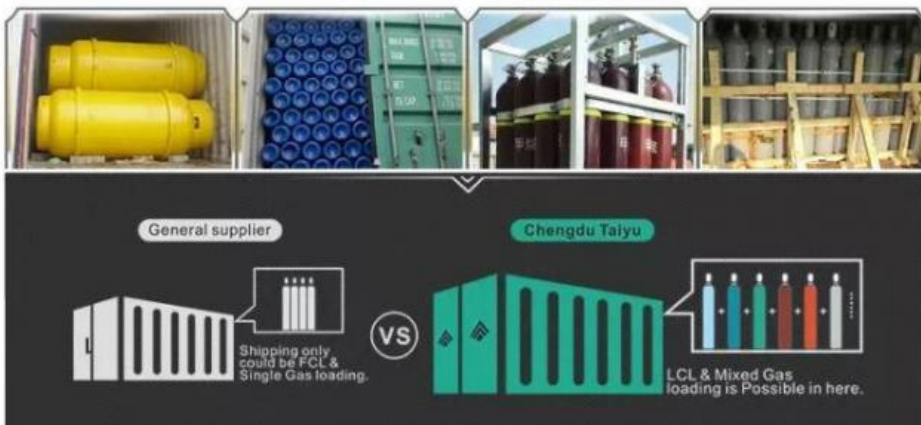 General supplier
Chengdu Taiyu
VS
Shipping only
could be FCL &
Single Gas loading.
LCL & Mixed Gas
loading is Possible in here.